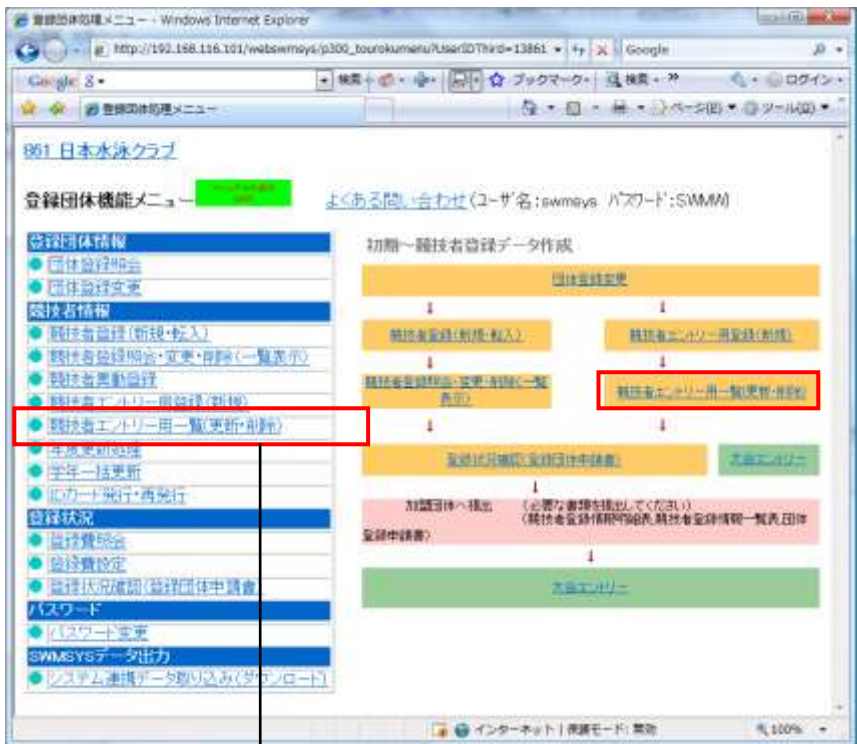 登録団体処理メニュー - Windows Internet Explorer
http://192.168.116.101/webswmsys/p300_tourokumenu?UserIDThird=13861
Google
Google
検索
ブックマーク
検索
ログイン
登録団体処理メニュー
ページ(P)
ツール(O)
861 日本水泳クラブ
登録団体機能メニュー
よくある問い合わせ(ユーザ名:swmsys パスワード:SWMW)
登録団体情報
団体登録照会
団体登録変更
競技者情報
競技者登録(新規・転入)
競技者登録照会・変更・削除(一覧表示)
競技者異動登録
競技者エントリー用登録(新規)
競技者エントリー用一覧(更新・削除)
年度更新処理
学年一括更新
IDカード発行・再発行
登録状況
登録費照会
登録費設定
登録状況確認(登録団体申請書)
パスワード
パスワード変更
SWMSYSデータ出力
システム連携データ取り込み(ダウンロード)
初期~競技者登録データ作成
団体登録変更
競技者登録(新規・転入)
競技者エントリー用登録(新規)
競技者登録照会・変更・削除(一覧表示)
競技者エントリー用一覧(更新・削除)
登録状況確認(登録団体申請書)
大会エントリー
加盟団体へ提出 (必要な書類を提出してください)
(競技者登録情報明細表,競技者登録情報一覧表,団体
登録申請書)
大会エントリー
インターネット | 保護モード: 無効
100%